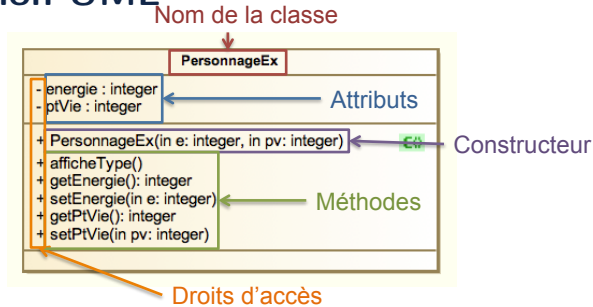 Nom de la classe
PersonnageEx
- energie : integer
- ptVie : integer
Attributs
+ PersonnageEx(in e: integer, in pv: integer)
Constructeur
+ afficheType()
+ getEnergie(): integer
+ setEnergie(in e: integer)
+ getPtVie(): integer
+ setPtVie(in pv: integer)
Méthodes
Droits d'accès